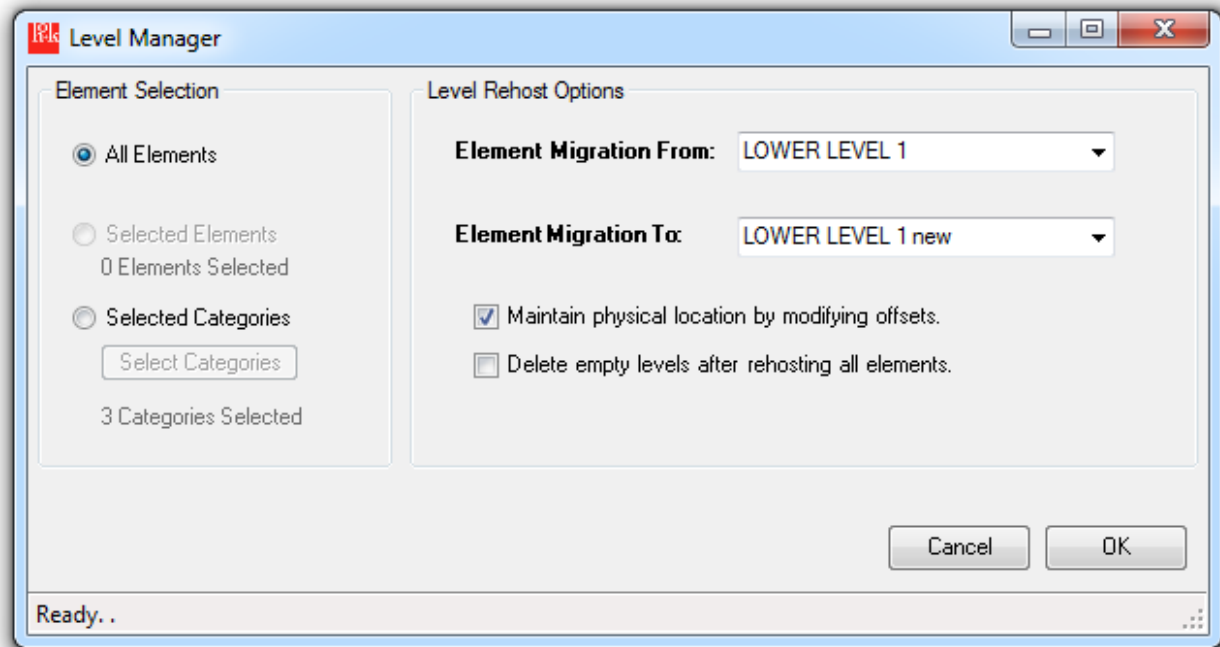 Level Manager
Element Selection
All Elements
Selected Elements
0 Elements Selected
Selected Categories
Select Categories
3 Categories Selected
Level Rehost Options
Element Migration From: LOWER LEVEL 1
Element Migration To: LOWER LEVEL 1 new
Maintain physical location by modifying offsets.
Delete empty levels after rehosting all elements.
Cancel OK
Ready. .